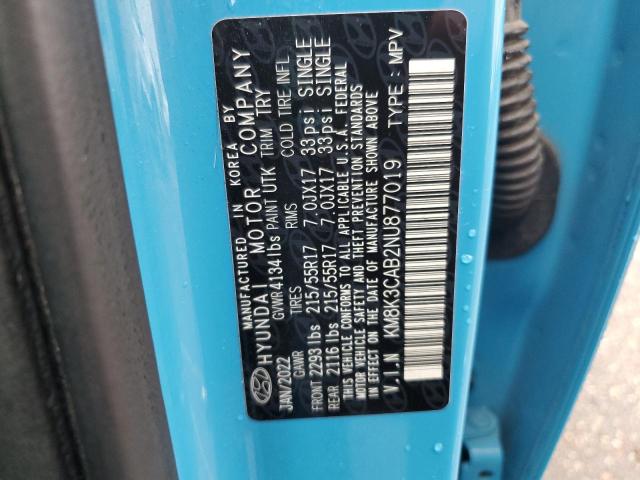 MANUFACTURED IN KOREA BY
HYUNDAI MOTOR COMPANY
JAN/2022 GVWR 4134lbs PAINT UTK TRIM TRY
GAWR TIRES RIMS COLD TIRE INFL
FRONT 2293 lbs 215/55R17 7.0JX17 33psi SINGLE
REAR 2116 lbs 215/55R17 7.0JX17 33psi SINGLE
THIS VEHICLE CONFORMS TO ALL APPLICABLE U.S.A. FEDERAL
MOTOR VEHICLE SAFETY AND THEFT PREVENTION STANDARDS
IN EFFECT ON THE DATE OF MANUFACTURE SHOWN ABOVE
V.I.N KM8K3CAB2NU877019 TYPE : MPV